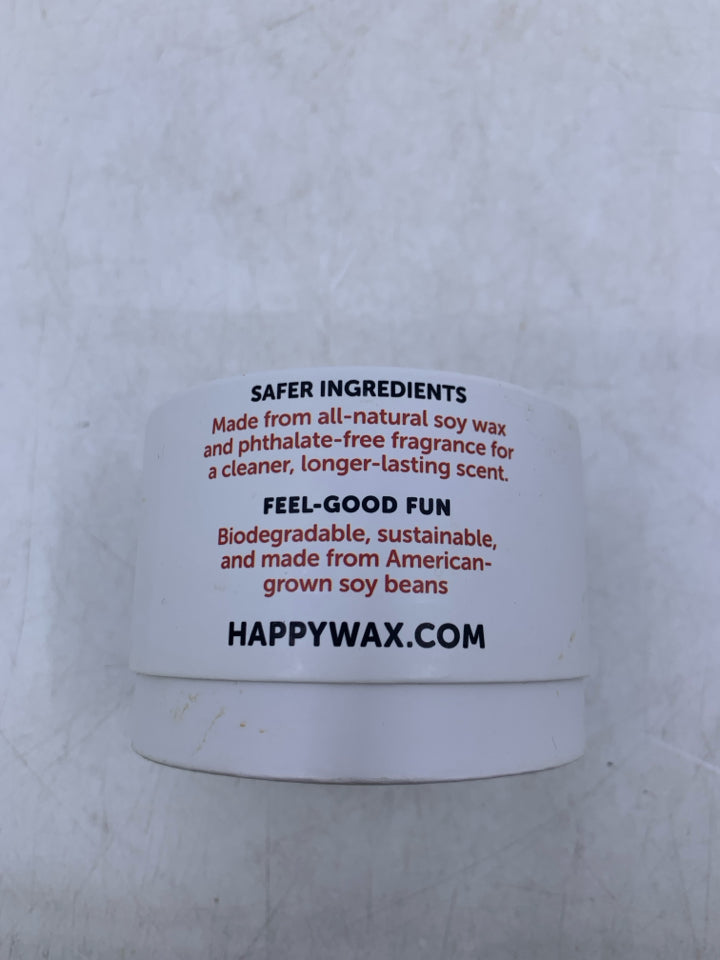 SAFER INGREDIENTS
Made from all-natural soy wax
and phthalate-free fragrance for
a cleaner, longer-lasting scent.
FEEL-GOOD FUN
Biodegradable, sustainable,
and made from American-
grown soy beans
HAPPYWAX.COM